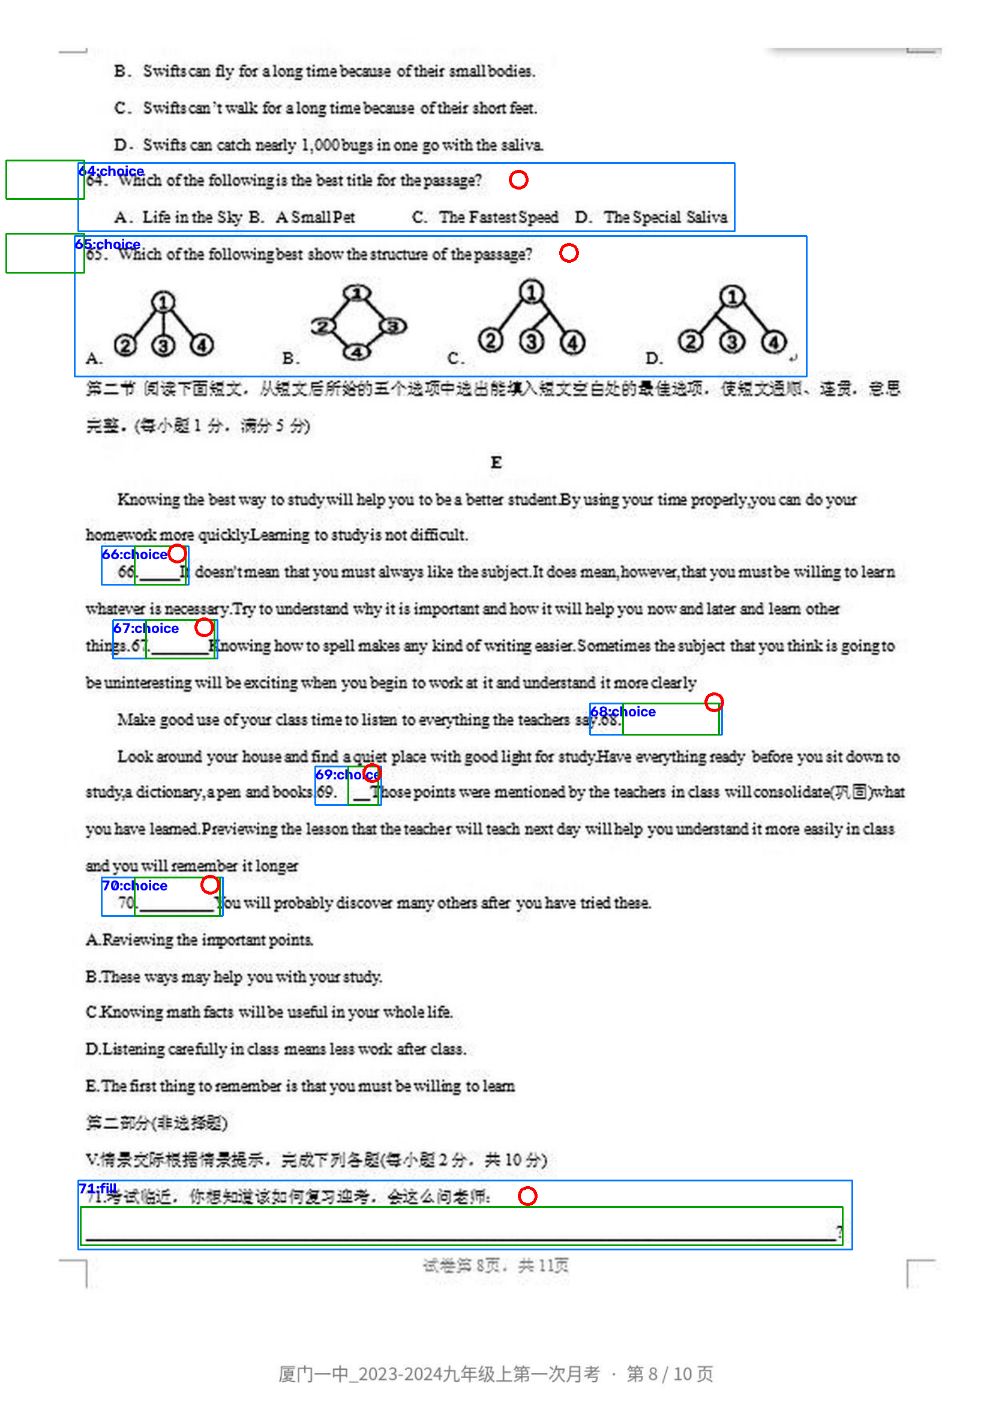 B. Swifts can fly for a long time because of their small bodies.
C. Swifts can't walk for a long time because of their short feet.
D. Swifts can catch nearly 1,000 bugs in one go with the saliva.
64:choice
64. Which of the following is the best title for the passage?
A. Life in the Sky B. A Small Pet C. The Fastest Speed D. The Special Saliva
65:choice
65. Which of the following best show the structure of the passage?
① ① ① ①
② ③ ④ ② ③ ② ③ ④ ② ③ ④
④
A. B. C. D.
第二节 阅读下面短文，从短文后所给的五个选项中选出能填入短文空白处的最佳选项，使短文通顺、连贯，意思
完整。(每小题 1 分，满分 5 分)
E
Knowing the best way to study will help you to be a better student.By using your time properly,you can do your
homework more quickly.Learning to study is not difficult.
66:choice
66._____It doesn't mean that you must always like the subject.It does mean,however,that you must be willing to learn
whatever is necessary.Try to understand why it is important and how it will help you now and later and learn other
67:choice
things.67._______Knowing how to spell makes any kind of writing easier.Sometimes the subject that you think is going to
be uninteresting will be exciting when you begin to work at it and understand it more clearly
68:choice
Make good use of your class time to listen to everything the teachers say.68.
Look around your house and find a quiet place with good light for study.Have everything ready before you sit down to
69:choice
study,a dictionary,a pen and books.69. __Those points were mentioned by the teachers in class will consolidate(巩固)what
you have learned.Previewing the lesson that the teacher will teach next day will help you understand it more easily in class
and you will remember it longer
70:choice
70._________You will probably discover many others after you have tried these.
A.Reviewing the important points.
B.These ways may help you with your study.
C.Knowing math facts will be useful in your whole life.
D.Listening carefully in class means less work after class.
E.The first thing to remember is that you must be willing to learn
第二部分(非选择题)
V.情景交际根据情景提示，完成下列各题(每小题 2 分，共 10 分)
71:fill
71.考试临近，你想知道该如何复习迎考，会这么问老师：
_____________________________________________?
试卷第 8页，共 11页
厦门一中_2023-2024九年级上第一次月考 · 第 8 / 10 页